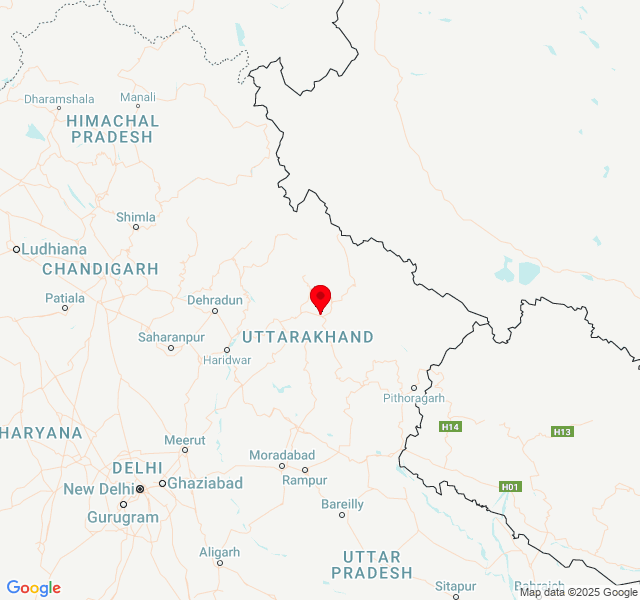 Dharamshala
Manali
HIMACHAL
PRADESH
Shimla
Ludhiana
CHANDIGARH
Patiala
Dehradun
Saharanpur
UTTARAKHAND
Haridwar
Pithoragarh
HARYANA
H14
H13
Meerut
Moradabad
DELHI
Rampur
New Delhi
Ghaziabad
H01
Gurugram
Bareilly
Aligarh
UTTAR
PRADESH
Sitapur
Bahraich
Google
Map data ©2025 Google